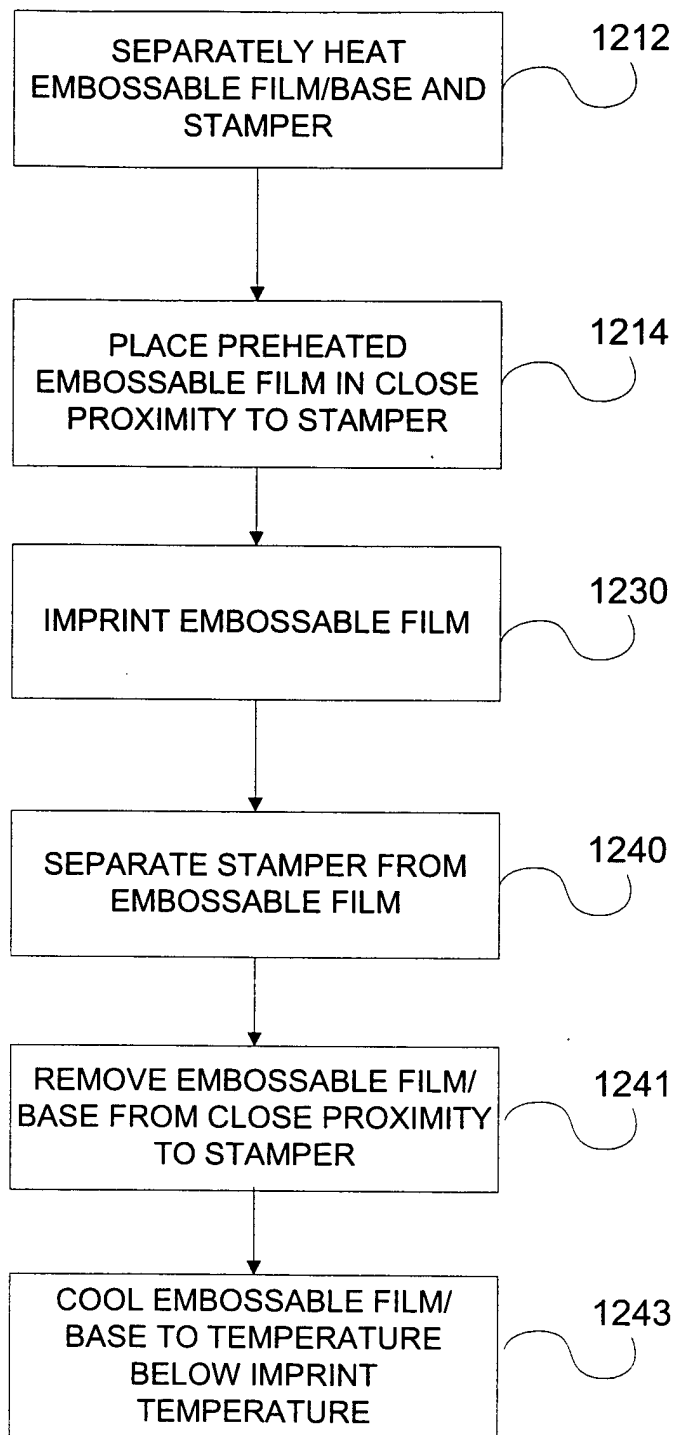 SEPARATELY HEAT
EMBOSSABLE FILM/BASE AND
STAMPER
1212
PLACE PREHEATED
EMBOSSABLE FILM IN CLOSE
PROXIMITY TO STAMPER
1214
IMPRINT EMBOSSABLE FILM
1230
SEPARATE STAMPER FROM
EMBOSSABLE FILM
1240
REMOVE EMBOSSABLE FILM/
BASE FROM CLOSE PROXIMITY
TO STAMPER
1241
COOL EMBOSSABLE FILM/
BASE TO TEMPERATURE
BELOW IMPRINT
TEMPERATURE
1243